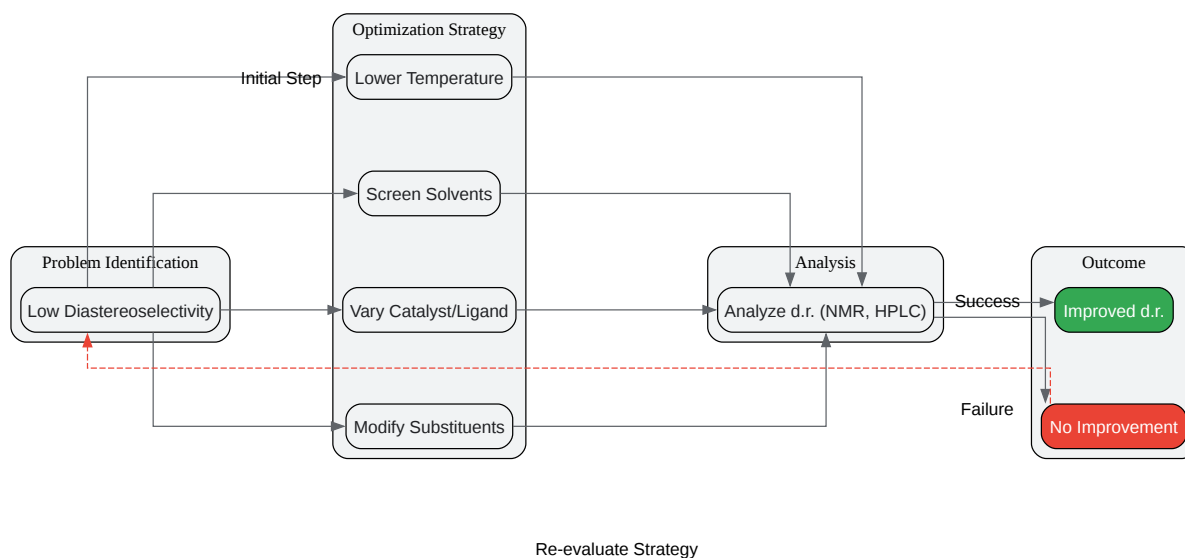 Optimization Strategy
Initial Step
Lower Temperature
Screen Solvents
Problem Identification
Low Diastereoselectivity
Vary Catalyst/Ligand
Modify Substituents
Analysis
Analyze d.r. (NMR, HPLC)
Success
Failure
Outcome
Improved d.r.
No Improvement
Re-evaluate Strategy